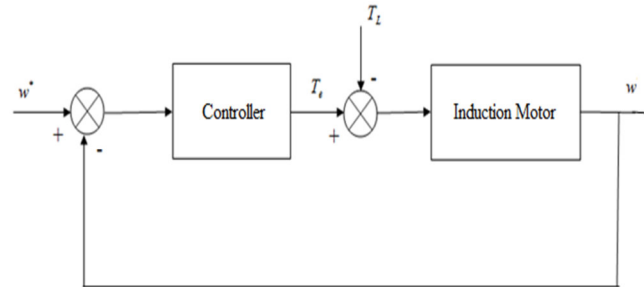 T_L
-
w*
Controller
T_e
Induction Motor
w
+
-
+